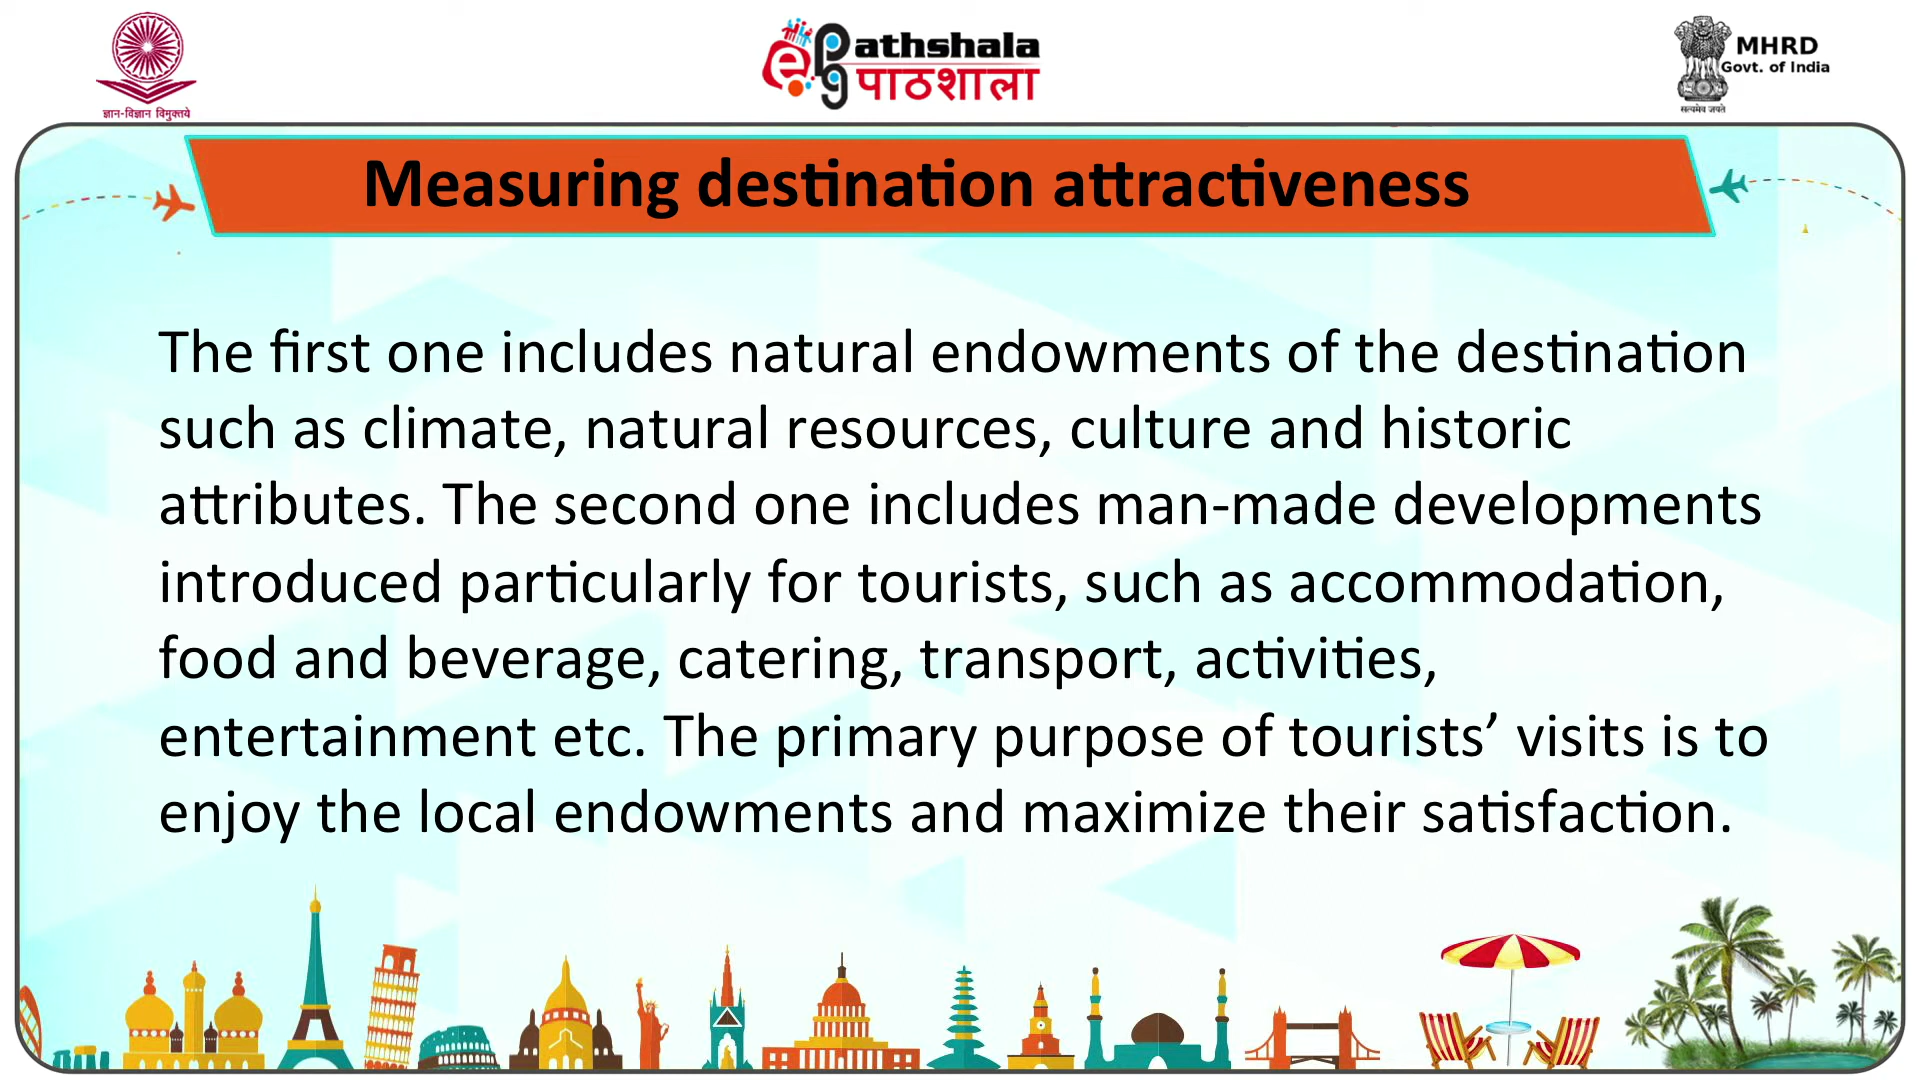 ज्ञान-विज्ञान विमुक्तये
ePG Pathshala
पाठशाला
MHRD
Govt. of India
सत्यमेव जयते
Measuring destination attractiveness
The first one includes natural endowments of the destination
such as climate, natural resources, culture and historic
attributes. The second one includes man-made developments
introduced particularly for tourists, such as accommodation,
food and beverage, catering, transport, activities,
entertainment etc. The primary purpose of tourists’ visits is to
enjoy the local endowments and maximize their satisfaction.